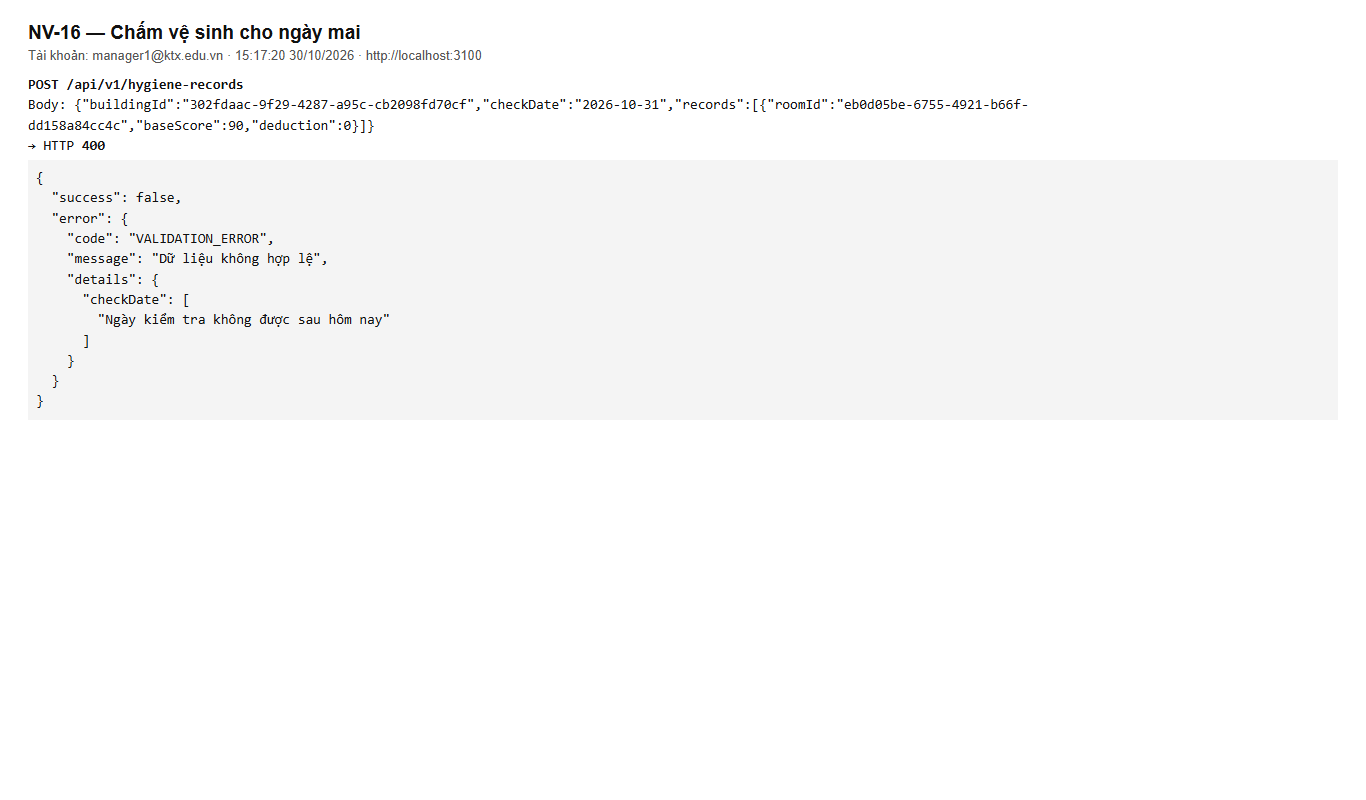 NV-16 — Chấm vệ sinh cho ngày mai
Tài khoản: manager1@ktx.edu.vn · 15:17:20 30/10/2026 · http://localhost:3100
POST /api/v1/hygiene-records
Body: {"buildingId":"302fdaac-9f29-4287-a95c-cb2098fd70cf","checkDate":"2026-10-31","records":[{"roomId":"eb0d05be-6755-4921-b66f-
dd158a84cc4c","baseScore":90,"deduction":0}]}
→ HTTP 400
{
  "success": false,
  "error": {
    "code": "VALIDATION_ERROR",
    "message": "Dữ liệu không hợp lệ",
    "details": {
      "checkDate": [
        "Ngày kiểm tra không được sau hôm nay"
      ]
    }
  }
}